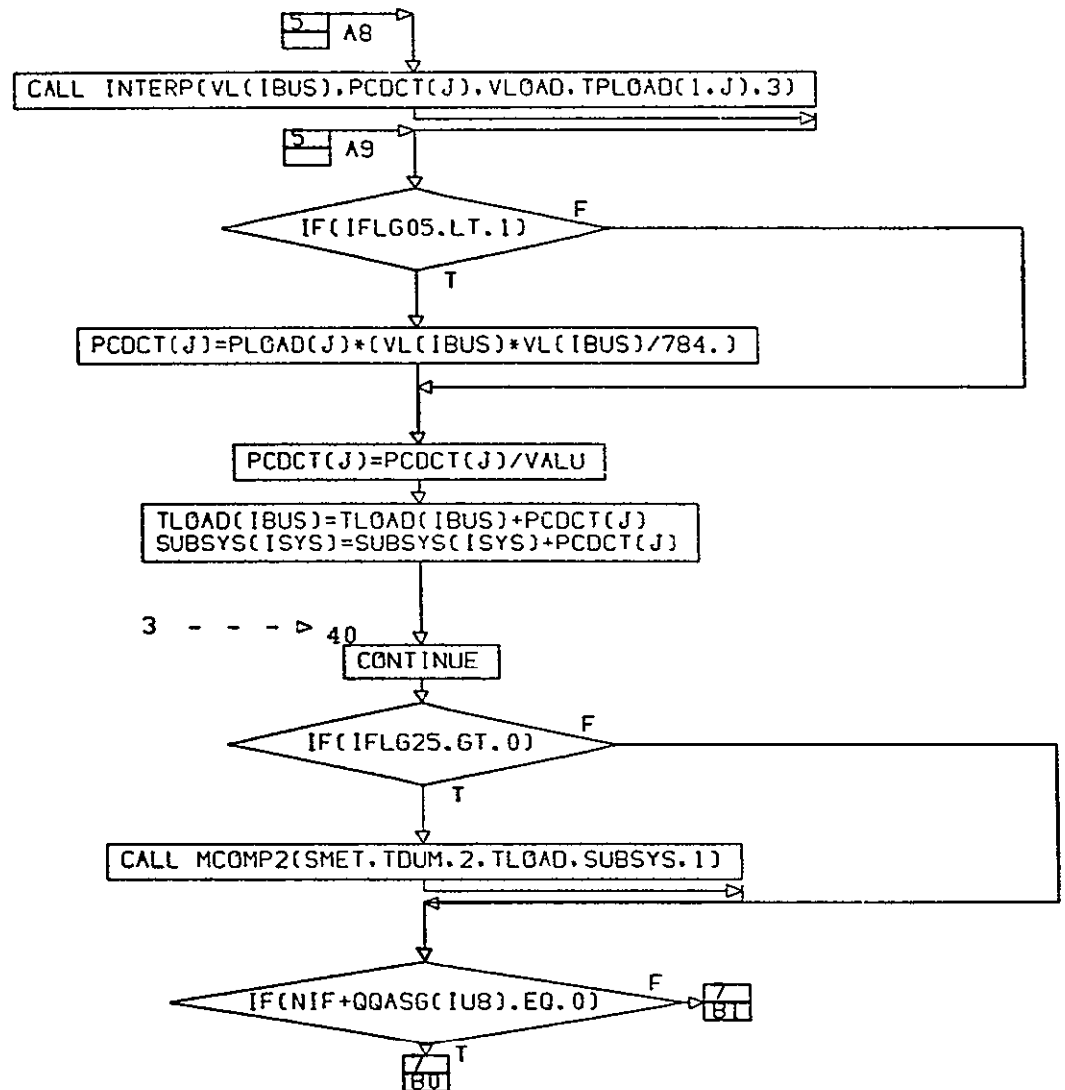 5 A8
CALL INTERP(VL(IBUS).PCDCT(J).VLOAD.TPLOAD(1.J).3)
5 A9
IF(IFLG05.LT.1)
F
T
PCDCT(J)=PLOAD(J)*(VL(IBUS)*VL(IBUS)/784.)
PCDCT(J)=PCDCT(J)/VALU
TLOAD(IBUS)=TLOAD(IBUS)+PCDCT(J)
SUBSYS(ISYS)=SUBSYS(ISYS)+PCDCT(J)
3 - - - 40
CONTINUE
IF(IFLG25.GT.0)
F
T
CALL MCOMP2(SMET.TDUM.2.TLOAD.SUBSYS.1)
IF(NIF+QQASG(IU8).EQ.0)
F
7
B1
T
7
B0